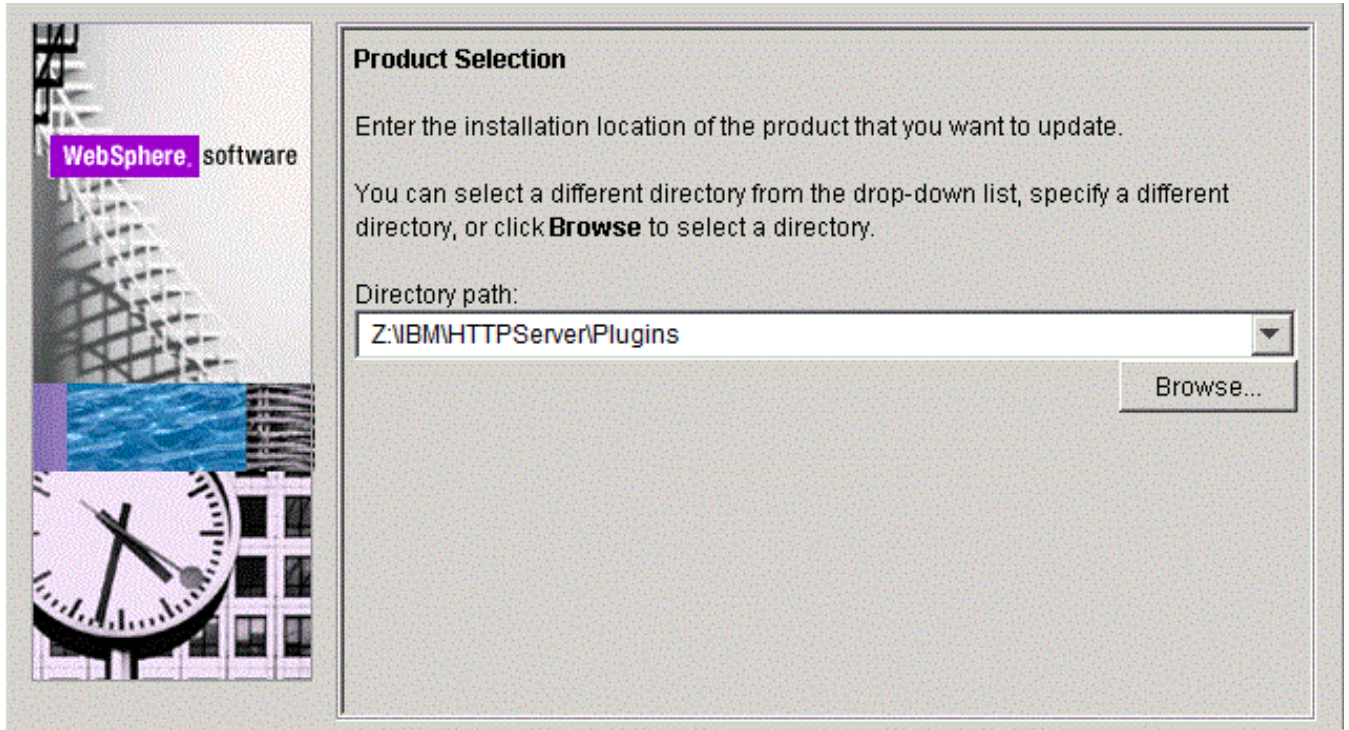 WebSphere. software
Product Selection
Enter the installation location of the product that you want to update.
You can select a different directory from the drop-down list, specify a different
directory, or click Browse to select a directory.
Directory path:
Z:\IBM\HTTPServer\Plugins
Browse...